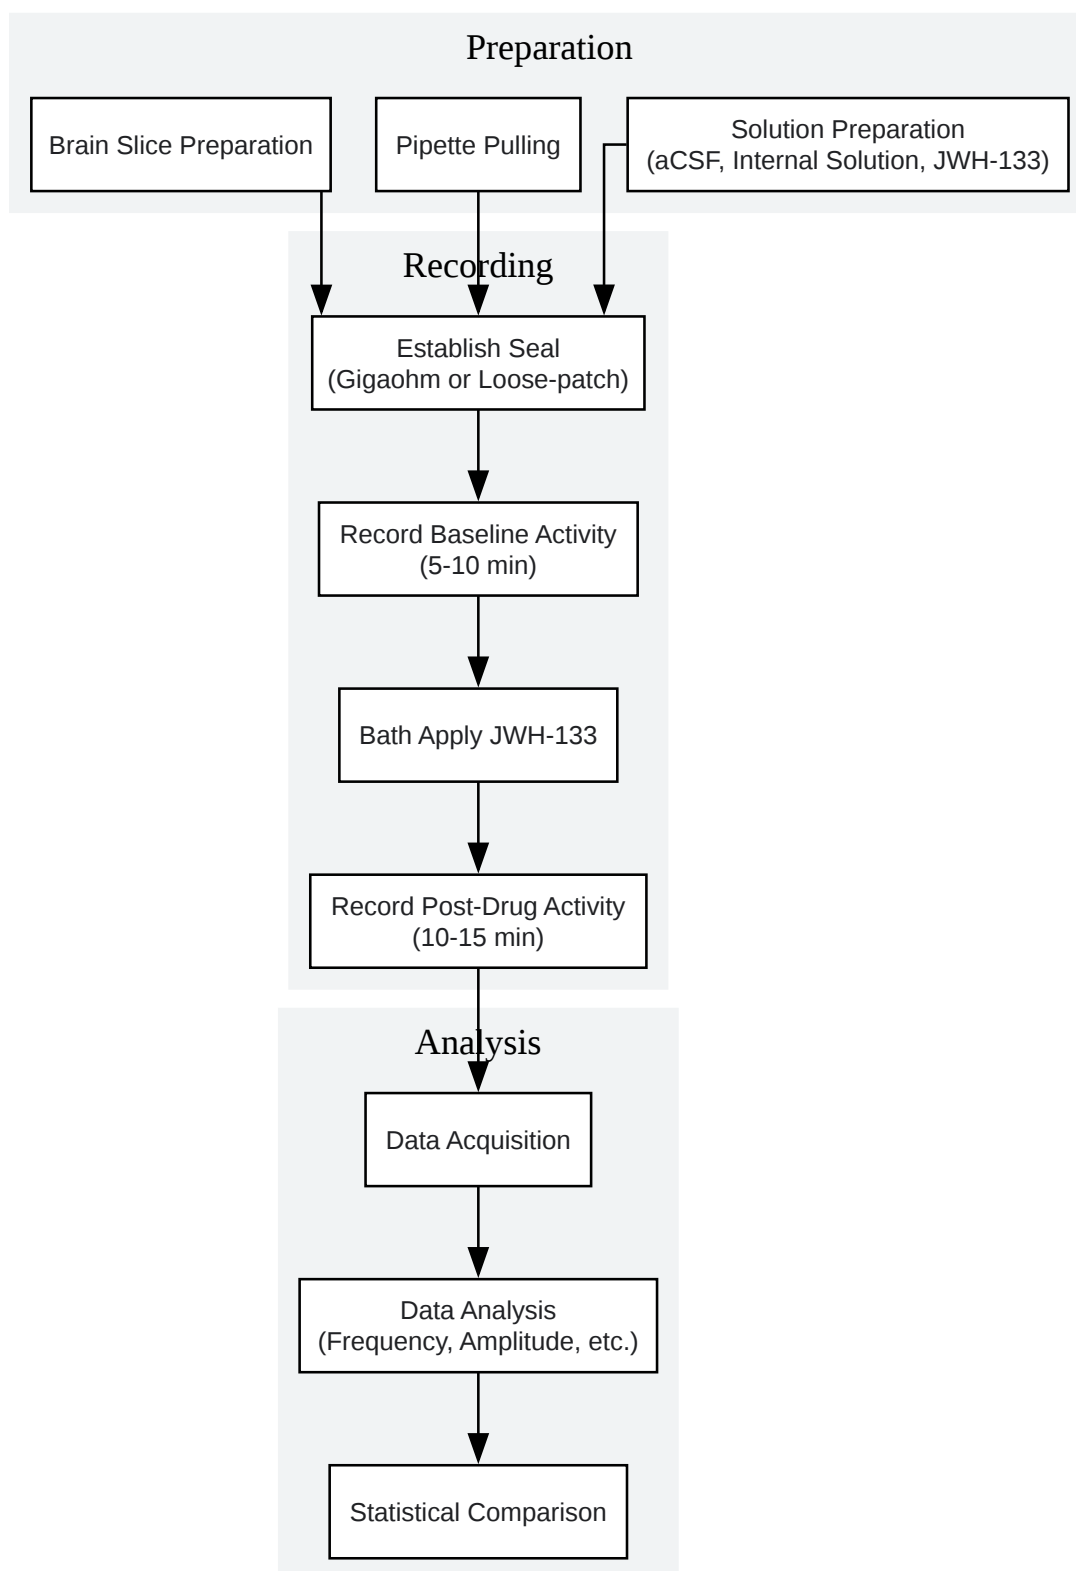 Preparation
Brain Slice Preparation
Pipette Pulling
Solution Preparation
(aCSF, Internal Solution, JWH-133)
Recording
Establish Seal
(Gigaohm or Loose-patch)
Record Baseline Activity
(5-10 min)
Bath Apply JWH-133
Record Post-Drug Activity
(10-15 min)
Analysis
Data Acquisition
Data Analysis
(Frequency, Amplitude, etc.)
Statistical Comparison